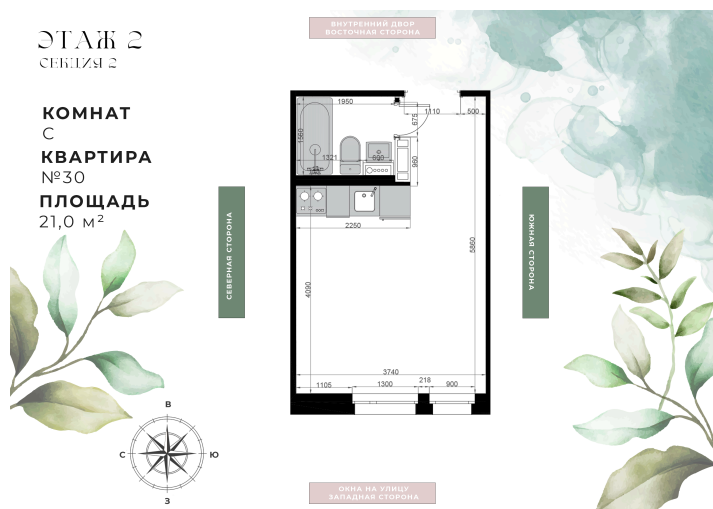 ЭТАЖ 2
СЕКЦИЯ 2
ВНУТРЕННИЙ ДВОР
ВОСТОЧНАЯ СТОРОНА
КОМНАТ
С
КВАРТИРА
№30
ПЛОЩАДЬ
21,0 м²
1950
1110
500
675
1560
1321
600
980
2250
5860
4090
3740
1105
1300
218
900
СЕВЕРНАЯ СТОРОНА
ЮЖНАЯ СТОРОНА
В
С
Ю
З
ОКНА НА УЛИЦУ
ЗАПАДНАЯ СТОРОНА